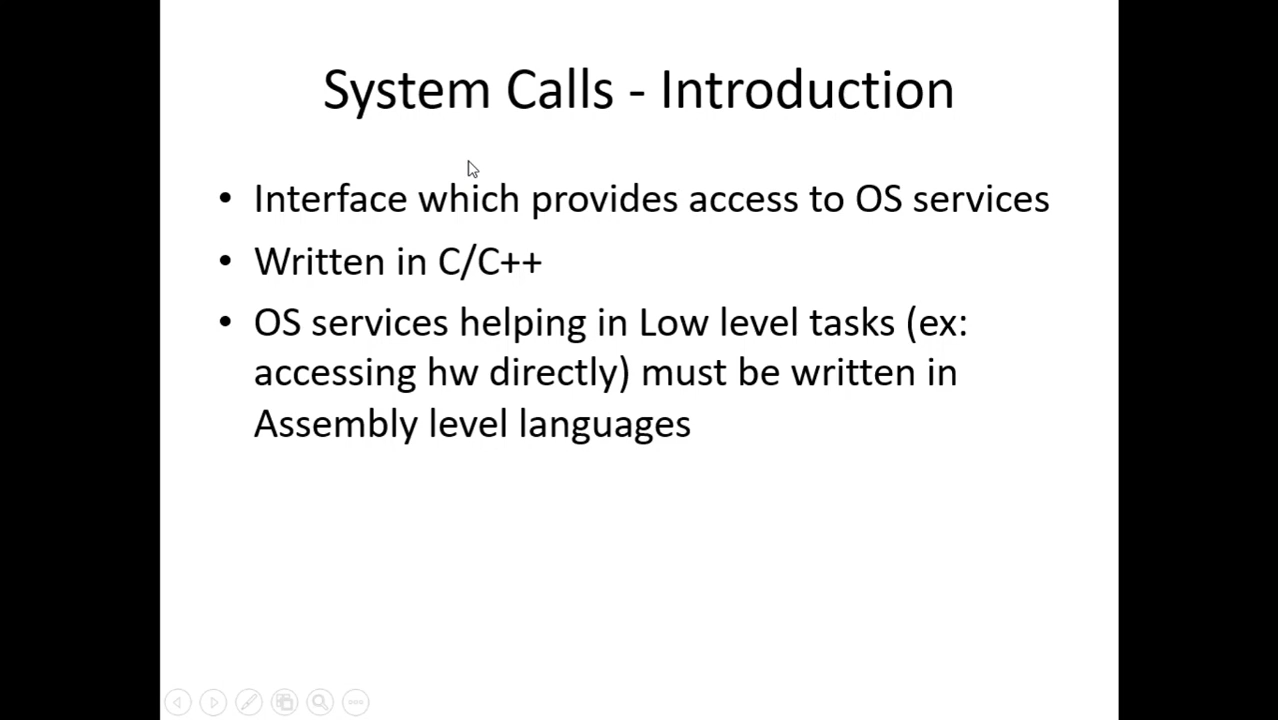 System Calls - Introduction
• Interface which provides access to OS services
• Written in C/C++
• OS services helping in Low level tasks (ex:
accessing hw directly) must be written in
Assembly level languages